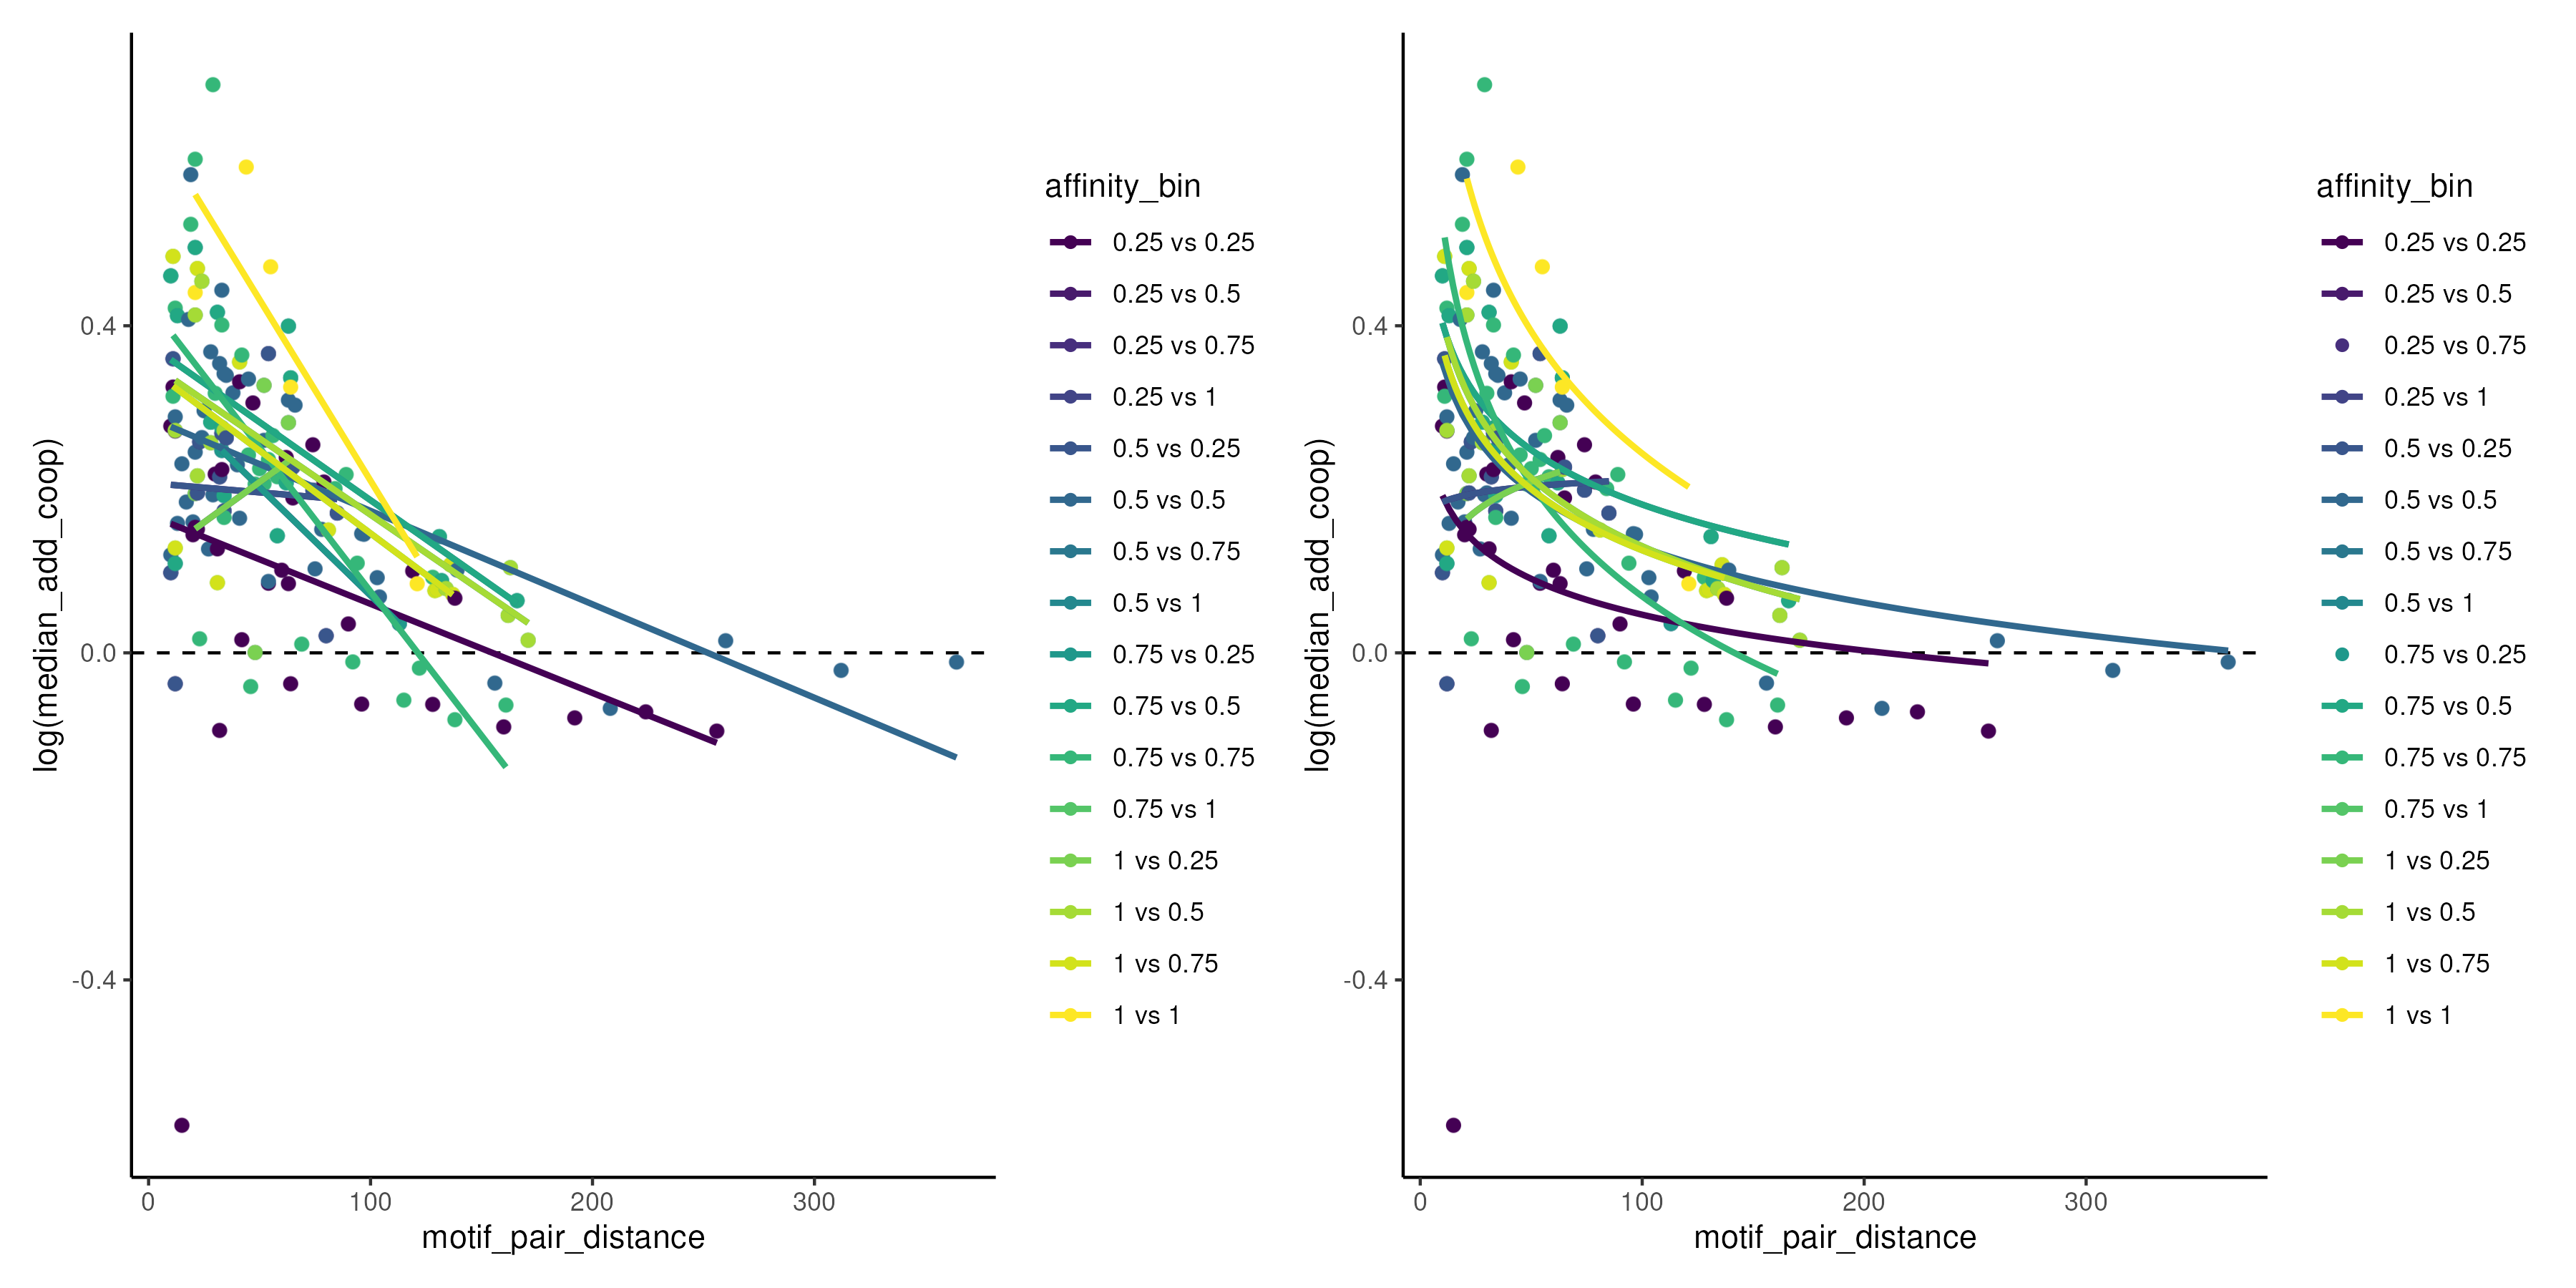 log(median_add_coop)
0.4
0.0
-0.4
0
100
200
300
motif_pair_distance
affinity_bin
0.25 vs 0.25
0.25 vs 0.5
0.25 vs 0.75
0.25 vs 1
0.5 vs 0.25
0.5 vs 0.5
0.5 vs 0.75
0.5 vs 1
0.75 vs 0.25
0.75 vs 0.5
0.75 vs 0.75
0.75 vs 1
1 vs 0.25
1 vs 0.5
1 vs 0.75
1 vs 1
log(median_add_coop)
0.4
0.0
-0.4
0
100
200
300
motif_pair_distance
affinity_bin
0.25 vs 0.25
0.25 vs 0.5
0.25 vs 0.75
0.25 vs 1
0.5 vs 0.25
0.5 vs 0.5
0.5 vs 0.75
0.5 vs 1
0.75 vs 0.25
0.75 vs 0.5
0.75 vs 0.75
0.75 vs 1
1 vs 0.25
1 vs 0.5
1 vs 0.75
1 vs 1